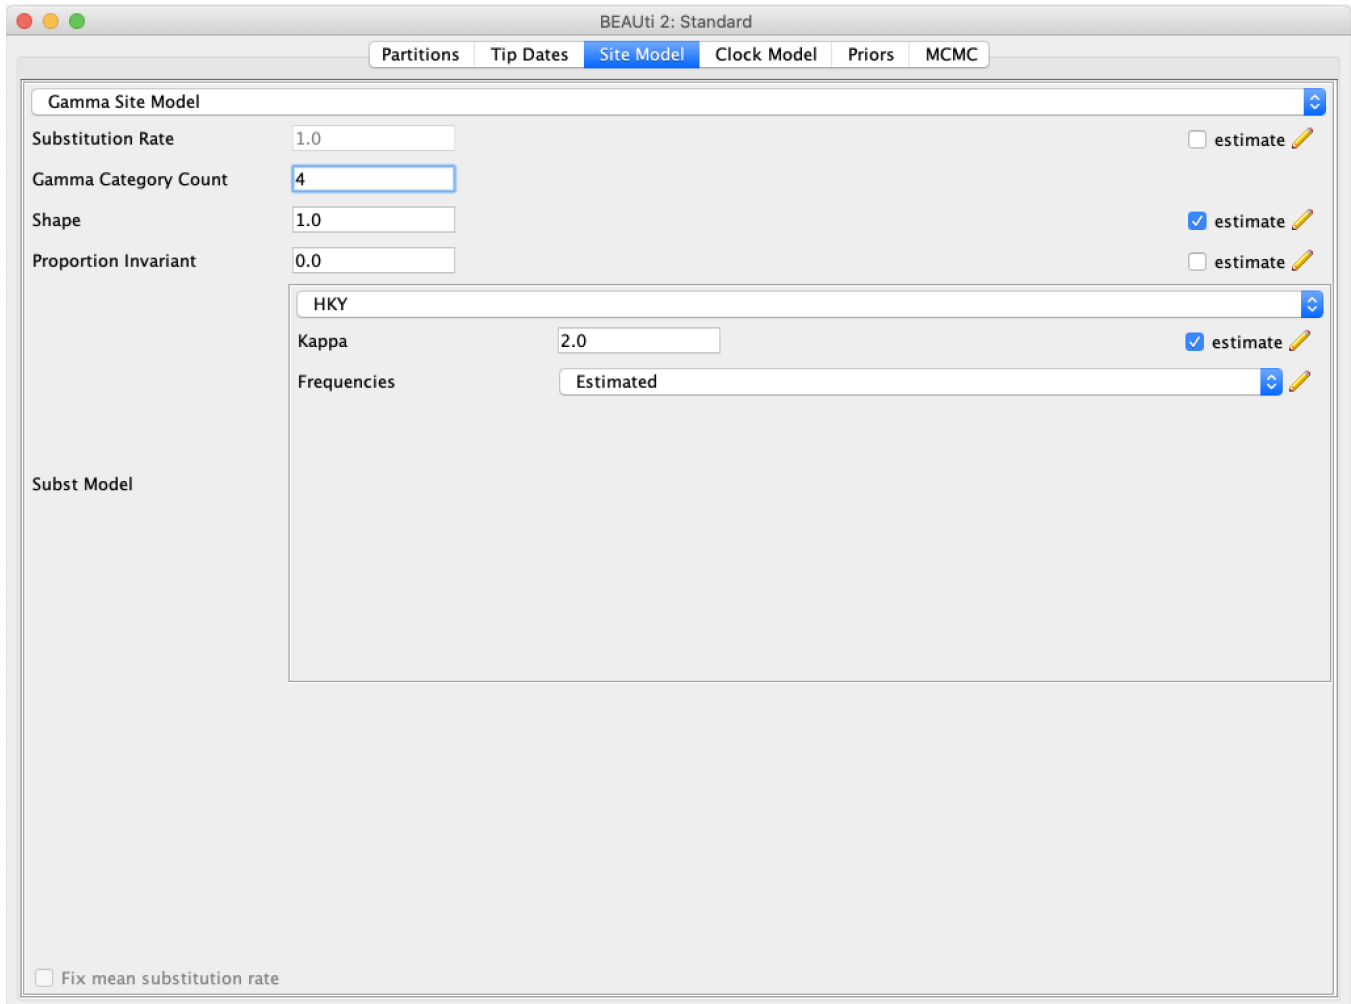 BEAUti 2: Standard
Partitions Tip Dates Site Model Clock Model Priors MCMC
Gamma Site Model
Substitution Rate 1.0 estimate
Gamma Category Count 4
Shape 1.0 estimate
Proportion Invariant 0.0 estimate
HKY
Kappa 2.0 estimate
Frequencies Estimated
Subst Model
Fix mean substitution rate